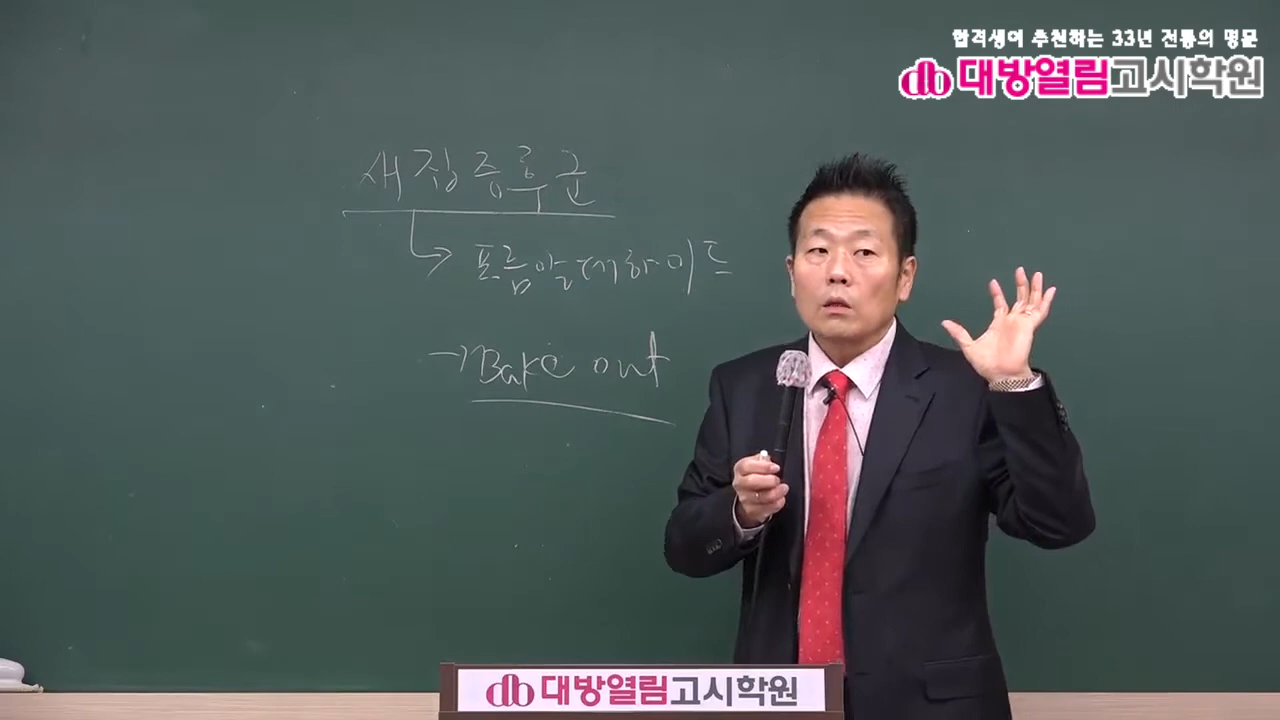 합격생이 추천하는 33년 전통의 명문
대방열림고시학원
새집증후군
포름알데하이드
→Bake out
대방열림고시학원